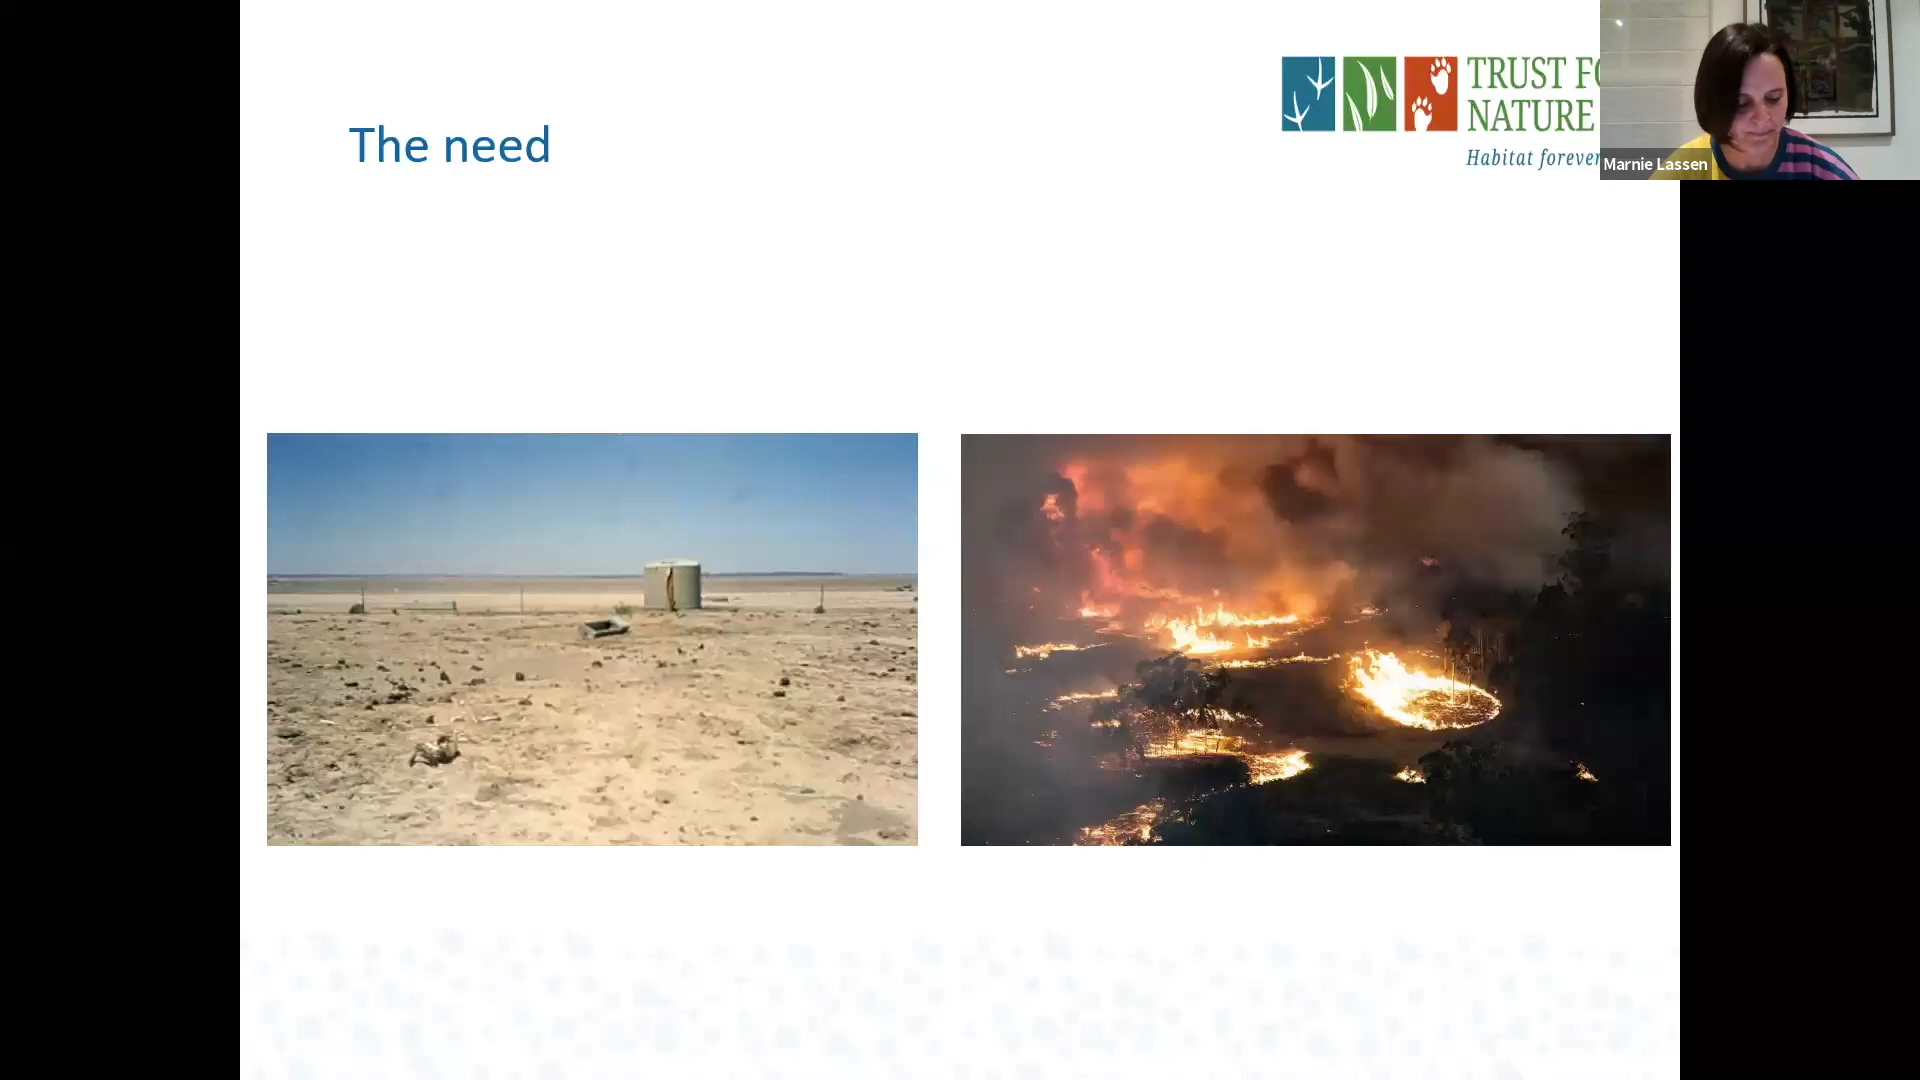 The need
TRUST FO
NATURE
Habitat forever
Marnie Lassen